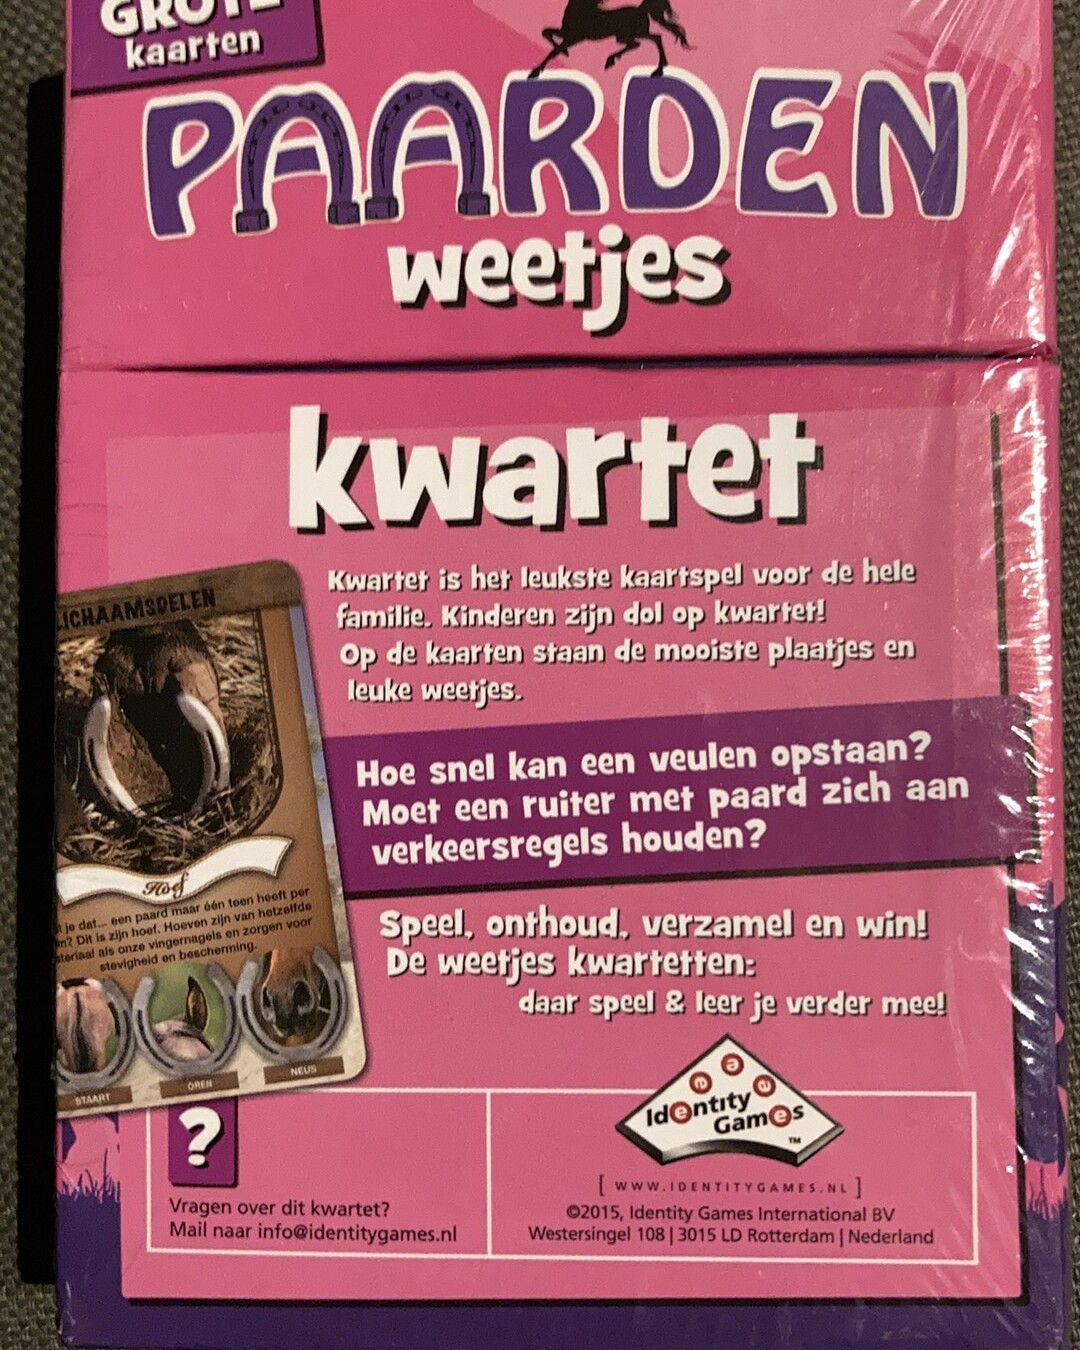 GROTE
kaarten
PAARDEN
weetjes
kwartet
Kwartet is het leukste kaartspel voor de hele
familie. Kinderen zijn dol op kwartet!
Op de kaarten staan de mooiste plaatjes en
leuke weetjes.
Hoe snel kan een veulen opstaan?
Moet een ruiter met paard zich aan
verkeersregels houden?
ICHAAMSDELEN
Hoef
je dat... een paard maar één teen heeft per
? Dit is zijn hoef. Hoeven zijn van hetzelfde
ateriaal als onze vingernagels en zorgen voor
stevigheid en bescherming.
STAART
OREN
NEUS
Speel, onthoud, verzamel en win!
De weetjes kwartetten:
daar speel & leer je verder mee!
?
Vragen over dit kwartet?
Mail naar info@identitygames.nl
Identity
Games
TM
[ WWW.IDENTITYGAMES.NL ]
©2015, Identity Games International BV
Westersingel 108 | 3015 LD Rotterdam | Nederland